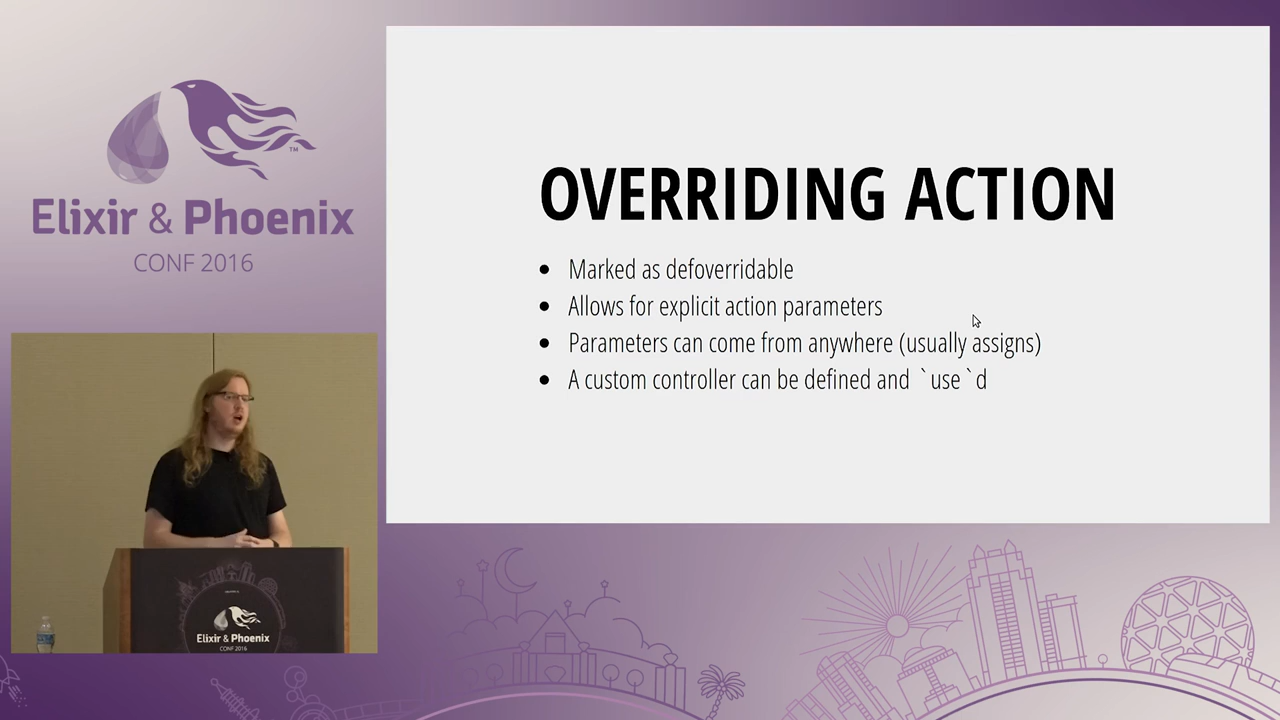 Elixir & Phoenix
TM
CONF 2016
OVERRIDING ACTION
• Marked as defoverridable
• Allows for explicit action parameters
• Parameters can come from anywhere (usually assigns)
• A custom controller can be defined and `use`d
Elixir & Phoenix
CONF 2016